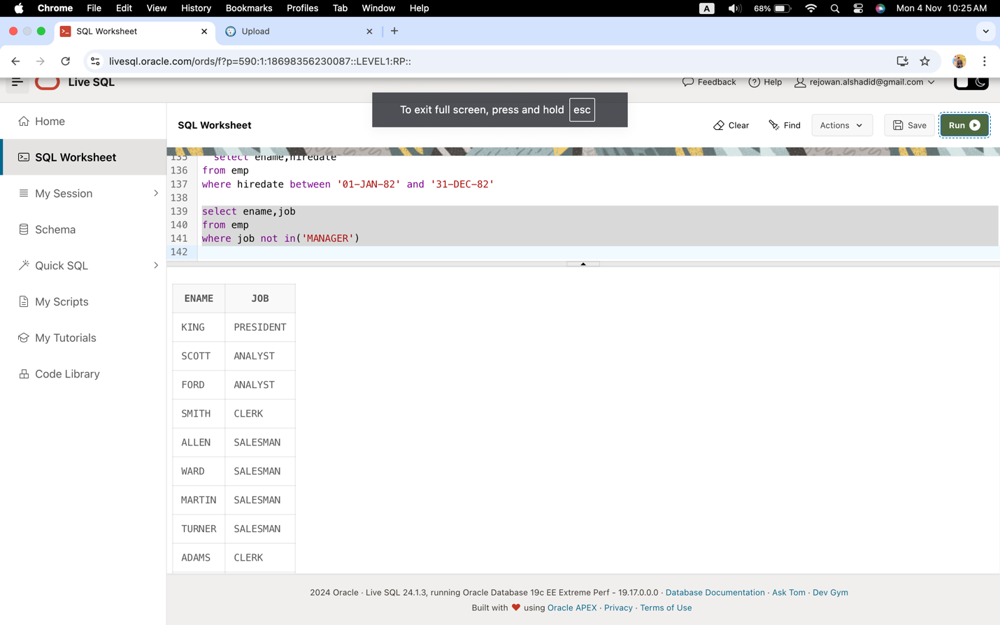 Chrome File Edit View History Bookmarks Profiles Tab Window Help A 68% Mon 4 Nov 10:25 AM
SQL Worksheet Upload
livesql.oracle.com/ords/f?p=590:1:18698356230087::LEVEL1:RP::
Live SQL Feedback Help rejowan.alshadid@gmail.com
To exit full screen, press and hold esc
SQL Worksheet Clear Find Actions Save Run
Home
SQL Worksheet
My Session
Schema
Quick SQL
My Scripts
My Tutorials
Code Library
135 select ename,hiredate
136 from emp
137 where hiredate between '01-JAN-82' and '31-DEC-82'
138
139 select ename,job
140 from emp
141 where job not in('MANAGER')
142
ENAME JOB
KING PRESIDENT
SCOTT ANALYST
FORD ANALYST
SMITH CLERK
ALLEN SALESMAN
WARD SALESMAN
MARTIN SALESMAN
TURNER SALESMAN
ADAMS CLERK
2024 Oracle · Live SQL 24.1.3, running Oracle Database 19c EE Extreme Perf - 19.17.0.0.0 · Database Documentation · Ask Tom · Dev Gym
Built with ❤ using Oracle APEX · Privacy · Terms of Use